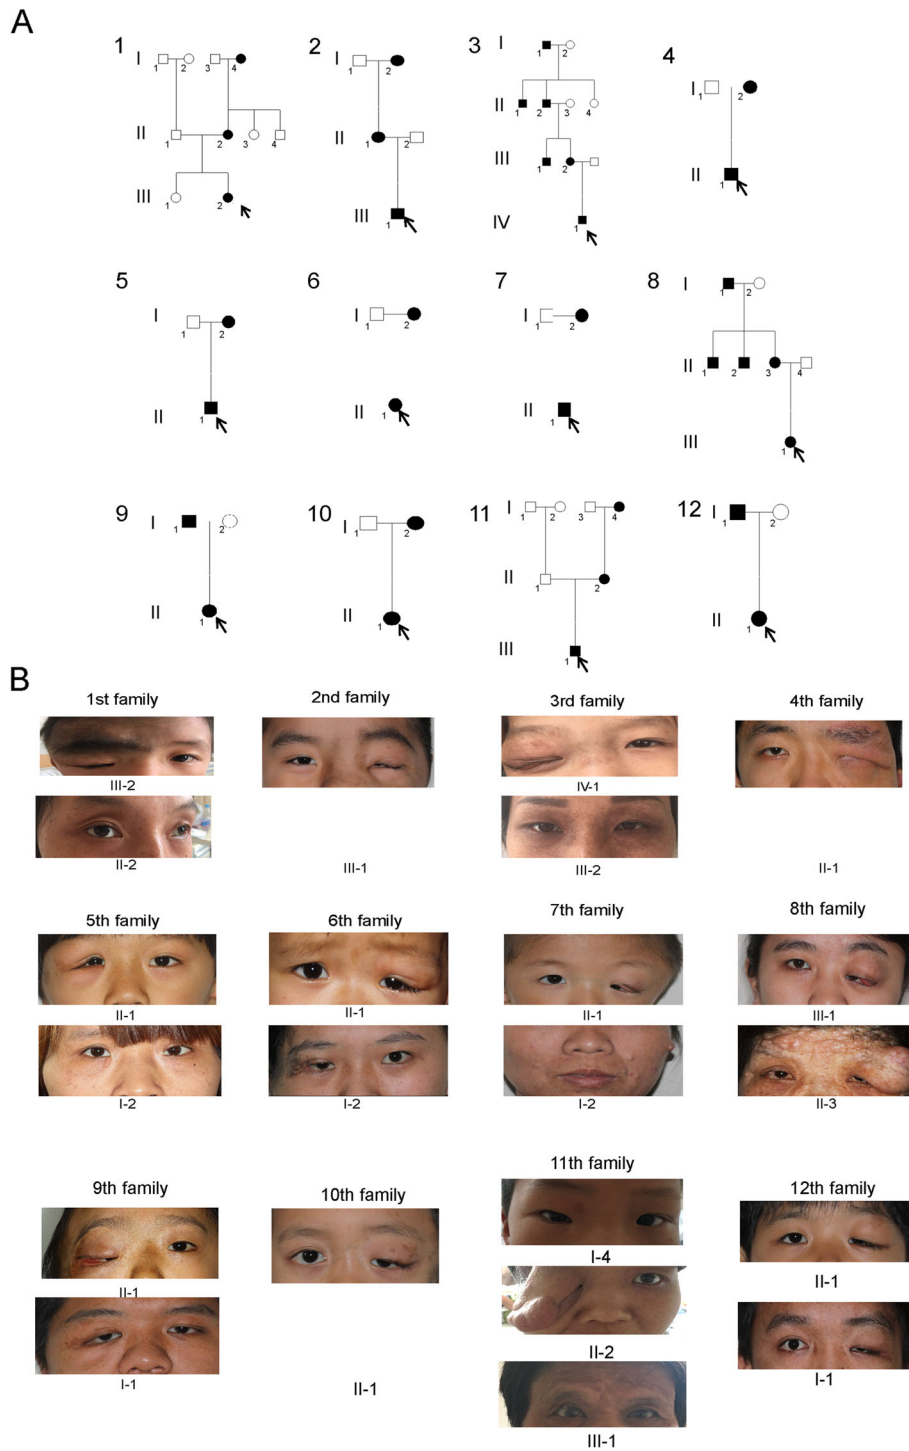 A
1 2 3 4
I 1 2 3 4
I 1 2
I 1 2
I 1 2
II 1 2 3 4
II 1 2
II 1 2 3 4
II 1
III 1 2
III 1
III 1 2
IV 1
5 6 7 8
I 1 2
I 1 2
I 1 2
I 1 2
II 1
II 1
II 1
II 1 2 3 4
III 1
9 10 11 12
I 1 2
I 1 2
I 1 2 3 4
I 1 2
II 1
II 1
II 1 2
II 1
III 1
B
1st family 2nd family 3rd family 4th family
III-2 IV-1
II-2 III-1 III-2 II-1
5th family 6th family 7th family 8th family
II-1 II-1 II-1 III-1
I-2 I-2 I-2 II-3
9th family 10th family 11th family 12th family
II-1 I-4 II-1
I-1 II-1 II-2 I-1
III-1